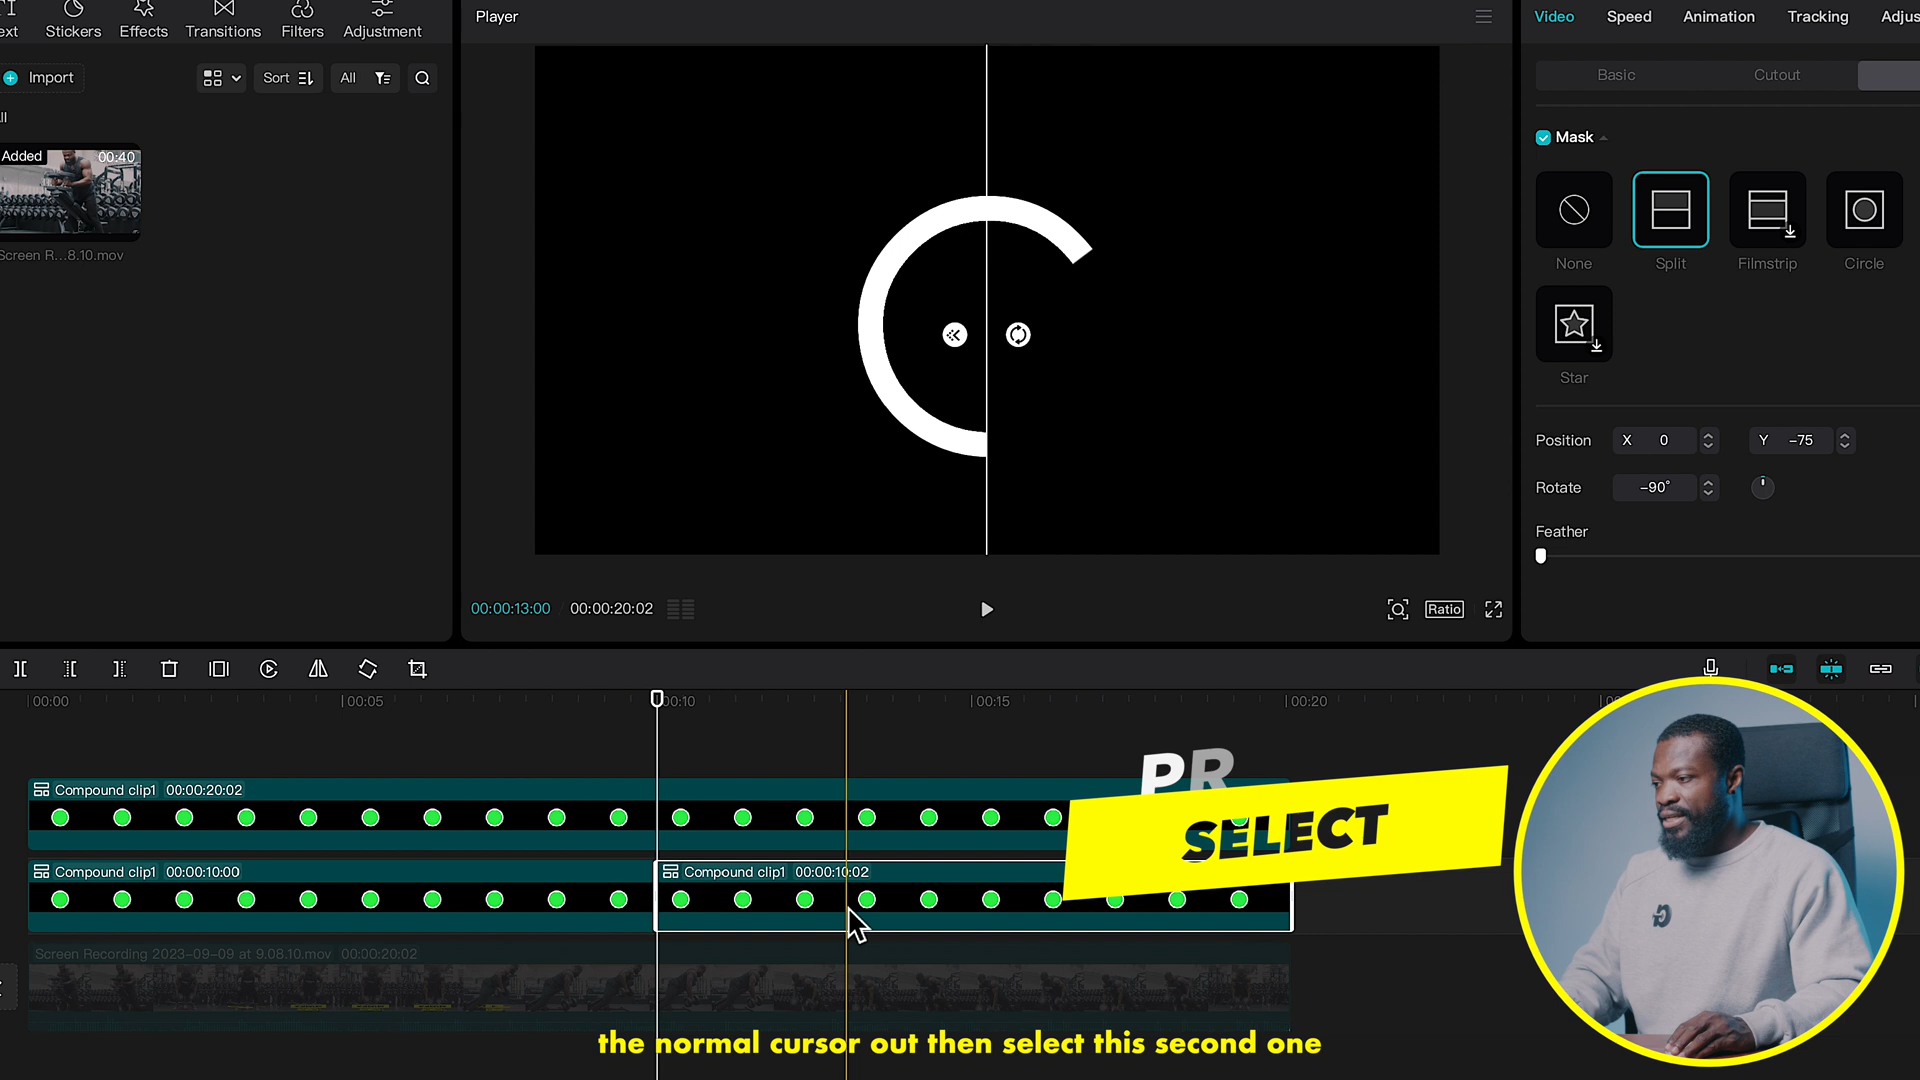 ext
Stickers
Effects
Transitions
Filters
Adjustment
Import
Sort
All
ll
Added
00:40
Screen R...8.10.mov
Player
00:00:13:00
00:00:20:02
Ratio
Video
Speed
Animation
Tracking
Adjus
Basic
Cutout
Mask
None
Split
Filmstrip
Circle
Star
Position
X 0
Y -75
Rotate
-90°
Feather
00:00
00:05
00:10
00:15
00:20
Compound clip1 00:00:20:02
Compound clip1 00:00:10:00
Compound clip1 00:00:10:02
Screen Recording 2023-09-09 at 9.08.10.mov 00:00:20:02
PR
SELECT
the normal cursor out then select this second one